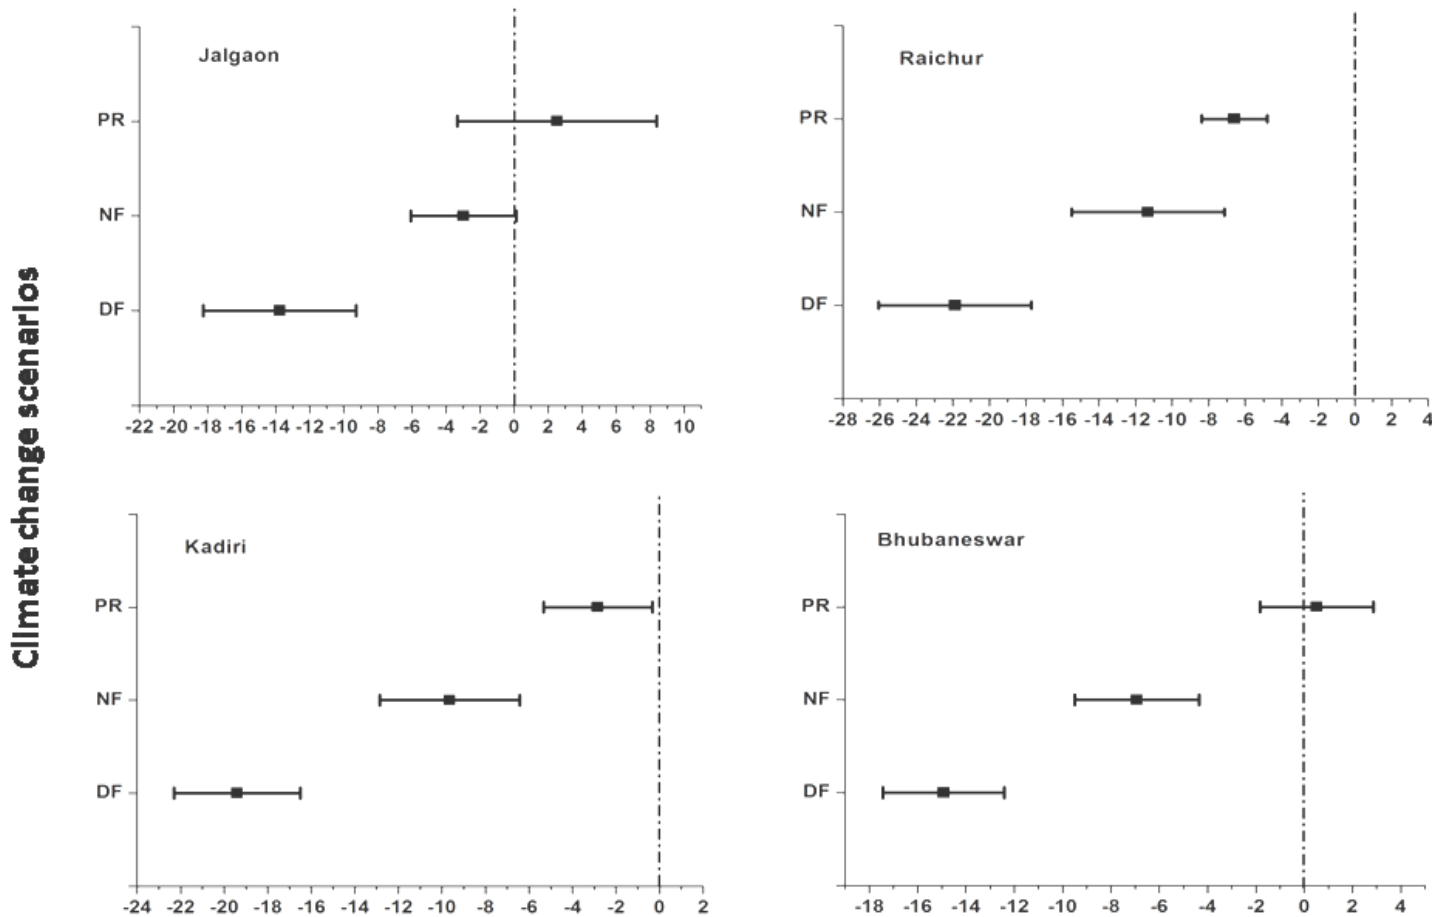 Climate change scenarios
Jalgaon
PR
NF
DF
-22 -20 -18 -16 -14 -12 -10 -8 -6 -4 -2 0 2 4 6 8 10
Raichur
PR
NF
DF
-28 -26 -24 -22 -20 -18 -16 -14 -12 -10 -8 -6 -4 -2 0 2 4
Kadiri
PR
NF
DF
-24 -22 -20 -18 -16 -14 -12 -10 -8 -6 -4 -2 0 2
Bhubaneswar
PR
NF
DF
-18 -16 -14 -12 -10 -8 -6 -4 -2 0 2 4